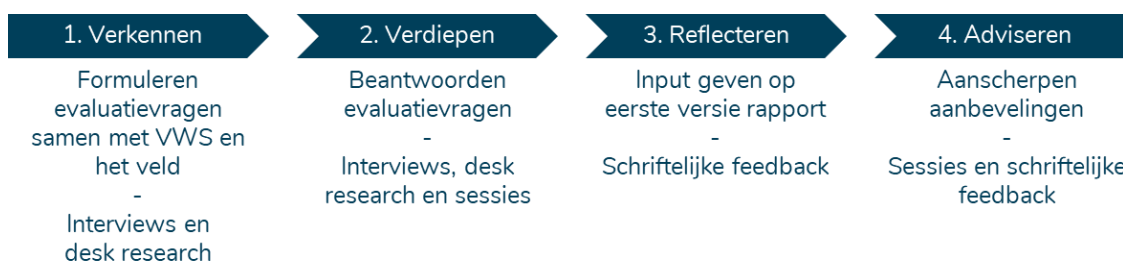 1. Verkennen
Formuleren
evaluatievragen
samen met VWS en
het veld
-
Interviews en
desk research
2. Verdiepen
Beantwoorden
evaluatievragen
-
Interviews, desk
research en sessies
3. Reflecteren
Input geven op
eerste versie rapport
-
Schriftelijke feedback
4. Adviseren
Aanscherpen
aanbevelingen
-
Sessies en schriftelijke
feedback